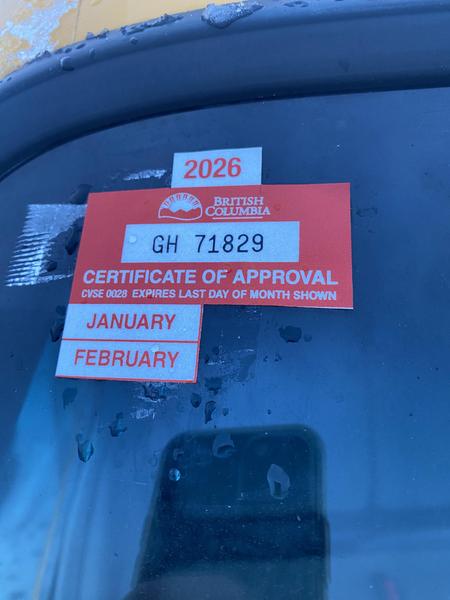 2026
BRITISH
COLUMBIA
GH 71829
CERTIFICATE OF APPROVAL
CVSE 0028 EXPIRES LAST DAY OF MONTH SHOWN
JANUARY
FEBRUARY